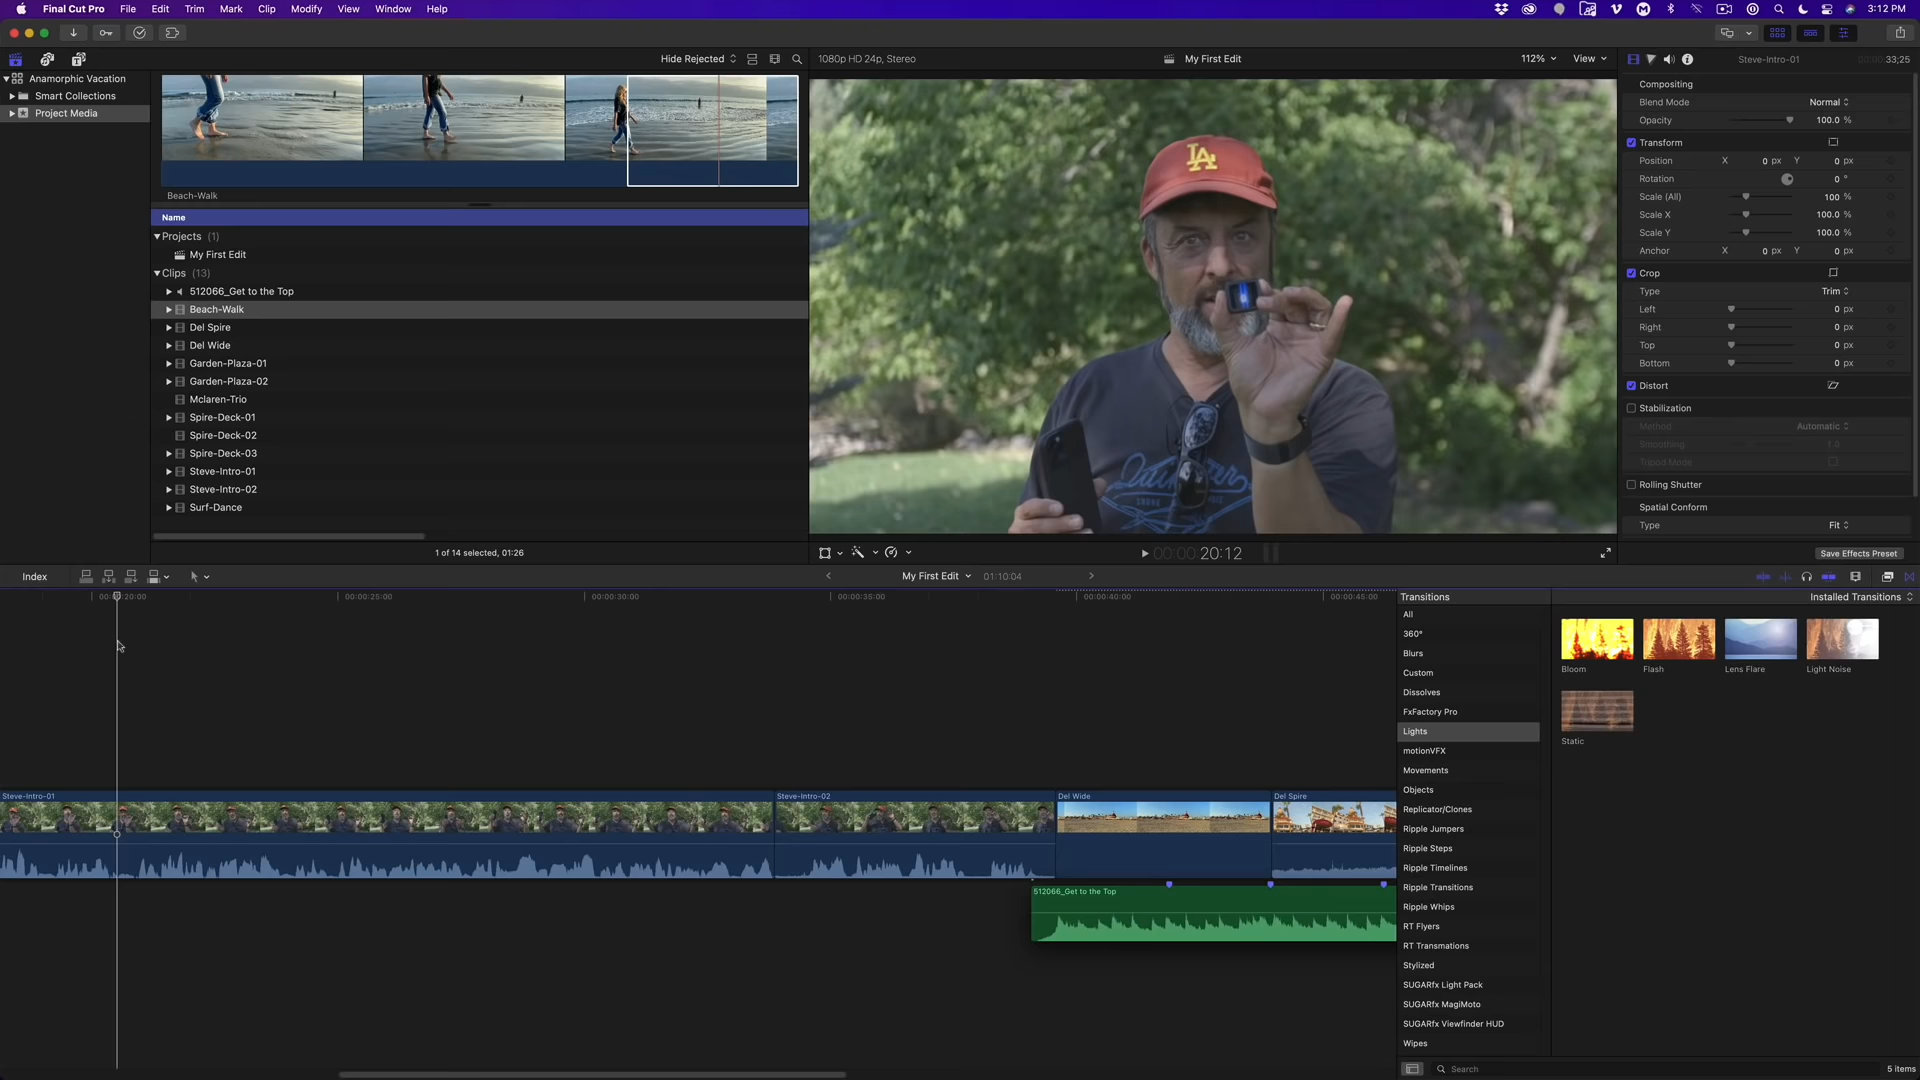 Final Cut Pro File Edit Trim Mark Clip Modify View Window Help 3:12 PM
Hide Rejected
1080p HD 24p, Stereo
My First Edit
112%
View
Steve-Intro-01
33;25
Anamorphic Vacation
Smart Collections
Project Media
Beach-Walk
Name
Projects (1)
My First Edit
Clips (13)
512066_Get to the Top
Beach-Walk
Del Spire
Del Wide
Garden-Plaza-01
Garden-Plaza-02
Mclaren-Trio
Spire-Deck-01
Spire-Deck-02
Spire-Deck-03
Steve-Intro-01
Steve-Intro-02
Surf-Dance
1 of 14 selected, 01:26
LA
00:00:20:12
Compositing
Blend Mode Normal
Opacity 100.0 %
Transform
Position X 0 px Y 0 px
Rotation 0 °
Scale (All) 100 %
Scale X 100.0 %
Scale Y 100.0 %
Anchor X 0 px Y 0 px
Crop
Type Trim
Left 0 px
Right 0 px
Top 0 px
Bottom 0 px
Distort
Stabilization
Method Automatic
Smoothing 1.0
Tripod Mode
Rolling Shutter
Spatial Conform
Type Fit
Save Effects Preset
Index
My First Edit
01:10:04
00:00:20:00 00:00:25:00 00:00:30:00 00:00:35:00 00:00:40:00 00:00:45:00
Steve-Intro-01
Steve-Intro-02
Del Wide
Del Spire
512066_Get to the Top
Transitions
Installed Transitions
All
360°
Blurs
Custom
Dissolves
FxFactory Pro
Lights
motionVFX
Movements
Objects
Replicator/Clones
Ripple Jumpers
Ripple Steps
Ripple Timelines
Ripple Transitions
Ripple Whips
RT Flyers
RT Transmations
Stylized
SUGARfx Light Pack
SUGARfx MagiMoto
SUGARfx Viewfinder HUD
Wipes
Bloom
Flash
Lens Flare
Light Noise
Static
Search
5 items